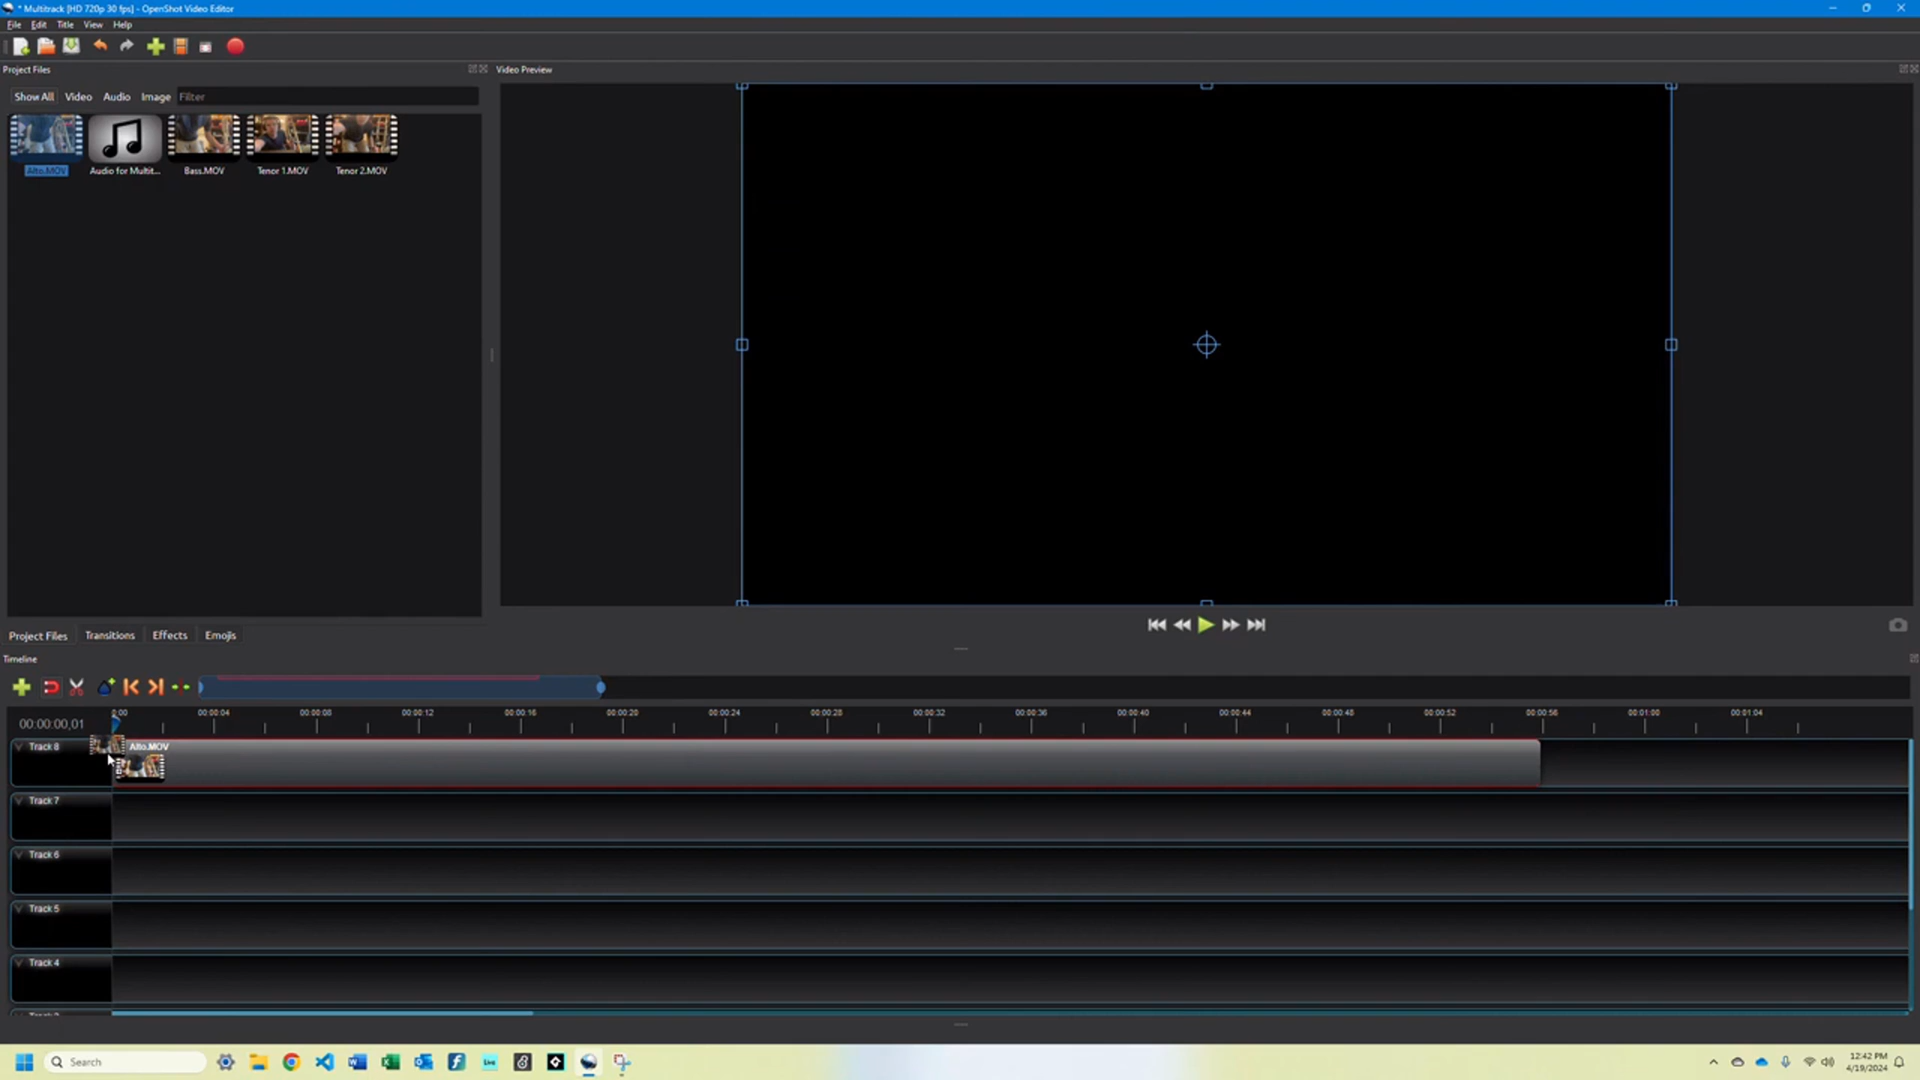 * Multitrack [HD 720p 30 fps] - OpenShot Video Editor
File Edit Title View Help
Project Files
Video Preview
Show All Video Audio Image Filter
Alto.MOV
Audio for Multit...
Bass.MOV
Tenor 1.MOV
Tenor 2.MOV
Project Files Transitions Effects Emojis
Timeline
00:00:00,01
0:00 00:00:04 00:00:08 00:00:12 00:00:16 00:00:20 00:00:24 00:00:28 00:00:32 00:00:36 00:00:40 00:00:44 00:00:48 00:00:52 00:00:56 00:01:00 00:01:04
Track 8
Alto.MOV
Track 7
Track 6
Track 5
Track 4
Search
12:42 PM
4/19/2024